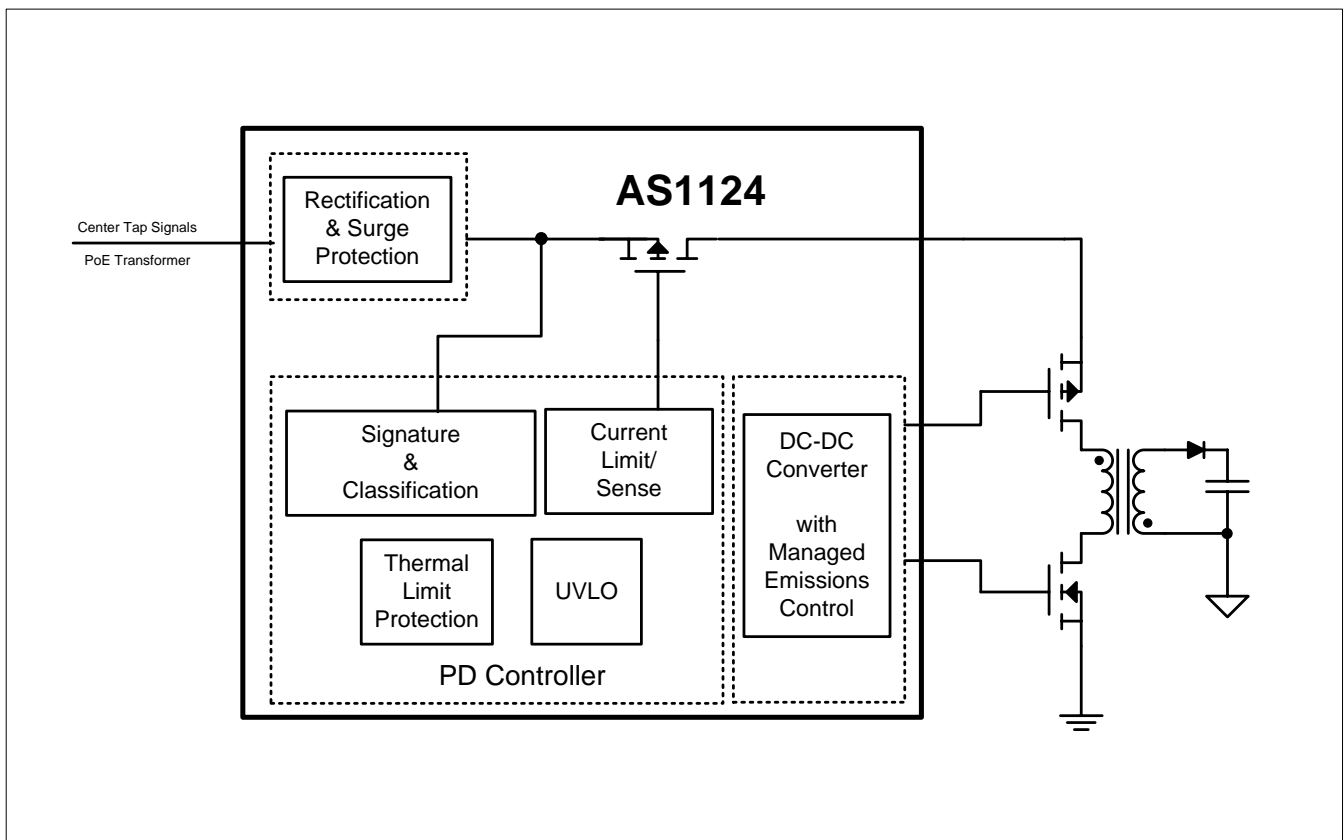 AS1124
Rectification
& Surge
Protection
Center Tap Signals
PoE Transformer
Signature
&
Classification
Current
Limit/
Sense
DC-DC
Converter
with
Managed
Emissions
Control
Thermal
Limit
Protection
UVLO
PD Controller